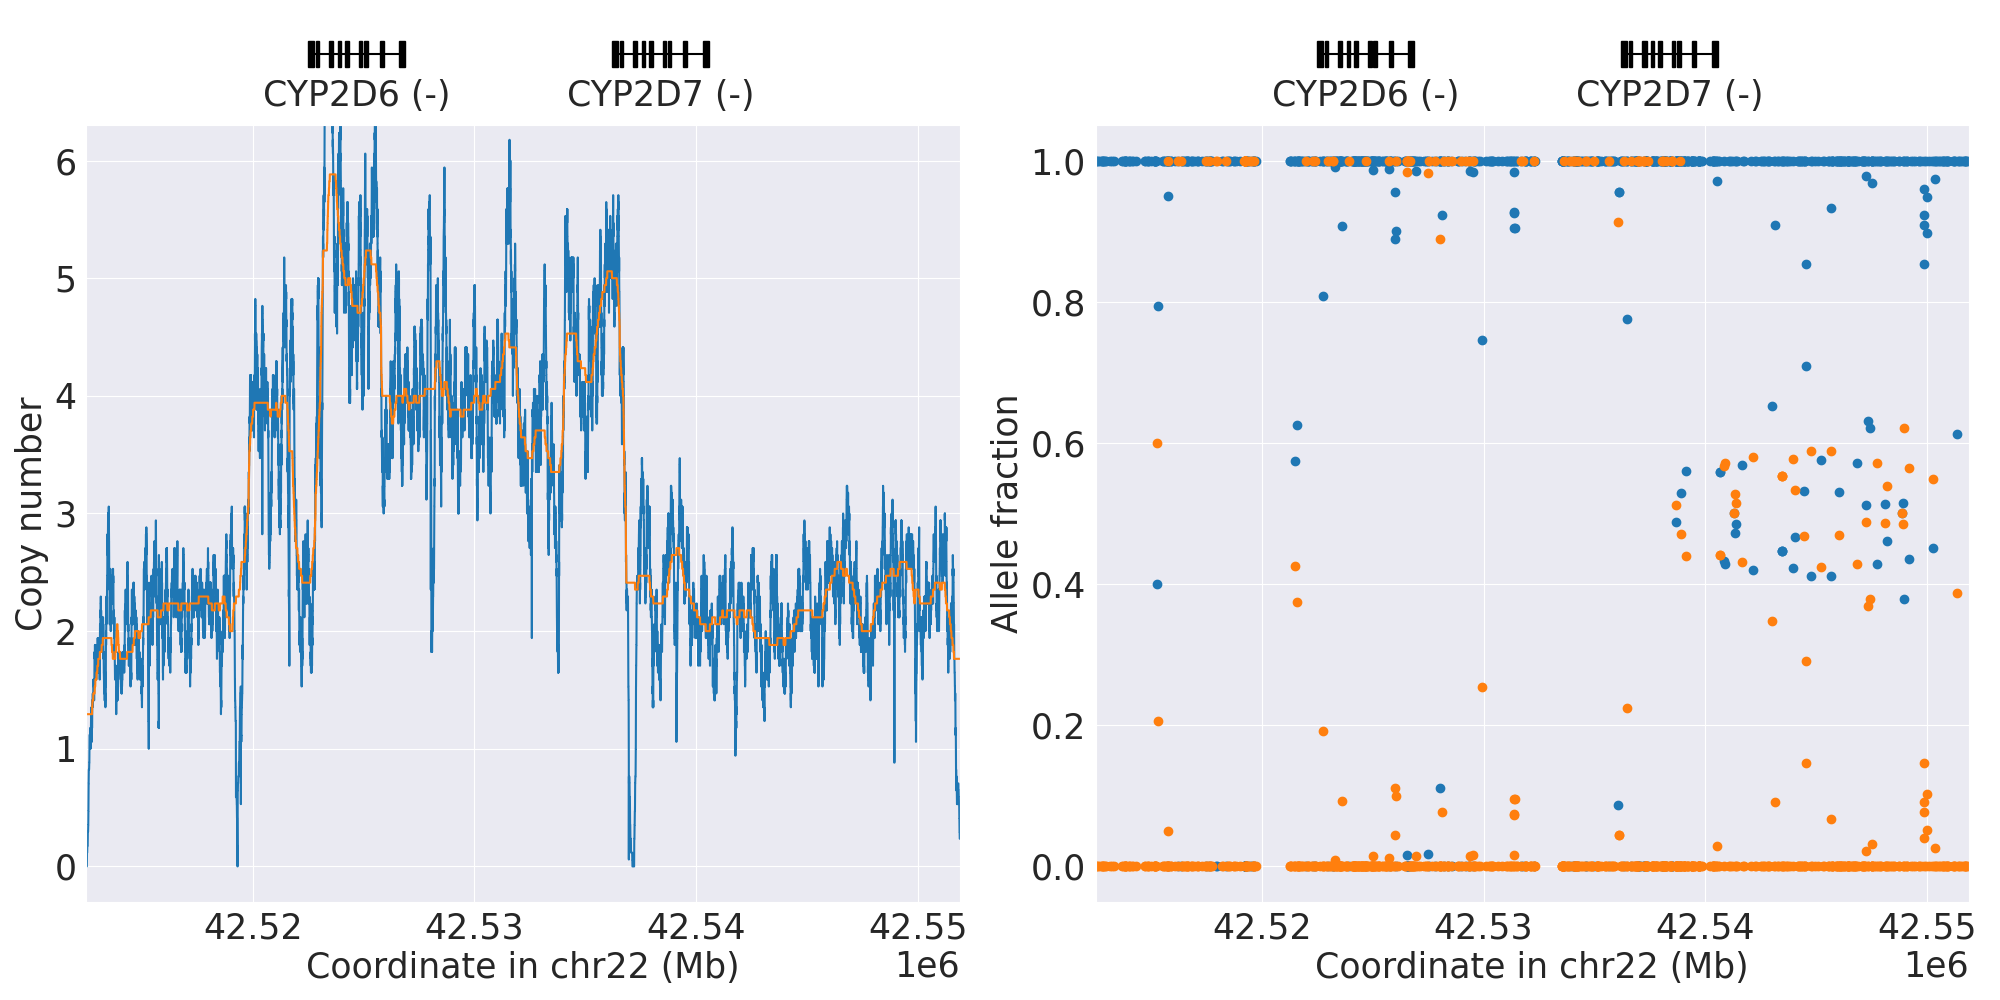 CYP2D6 (-) CYP2D7 (-)
6
5
4
3
2
1
0
Copy number
42.52 42.53 42.54 42.55
Coordinate in chr22 (Mb) 1e6
CYP2D6 (-) CYP2D7 (-)
1.0
0.8
0.6
0.4
0.2
0.0
Allele fraction
42.52 42.53 42.54 42.55
Coordinate in chr22 (Mb) 1e6